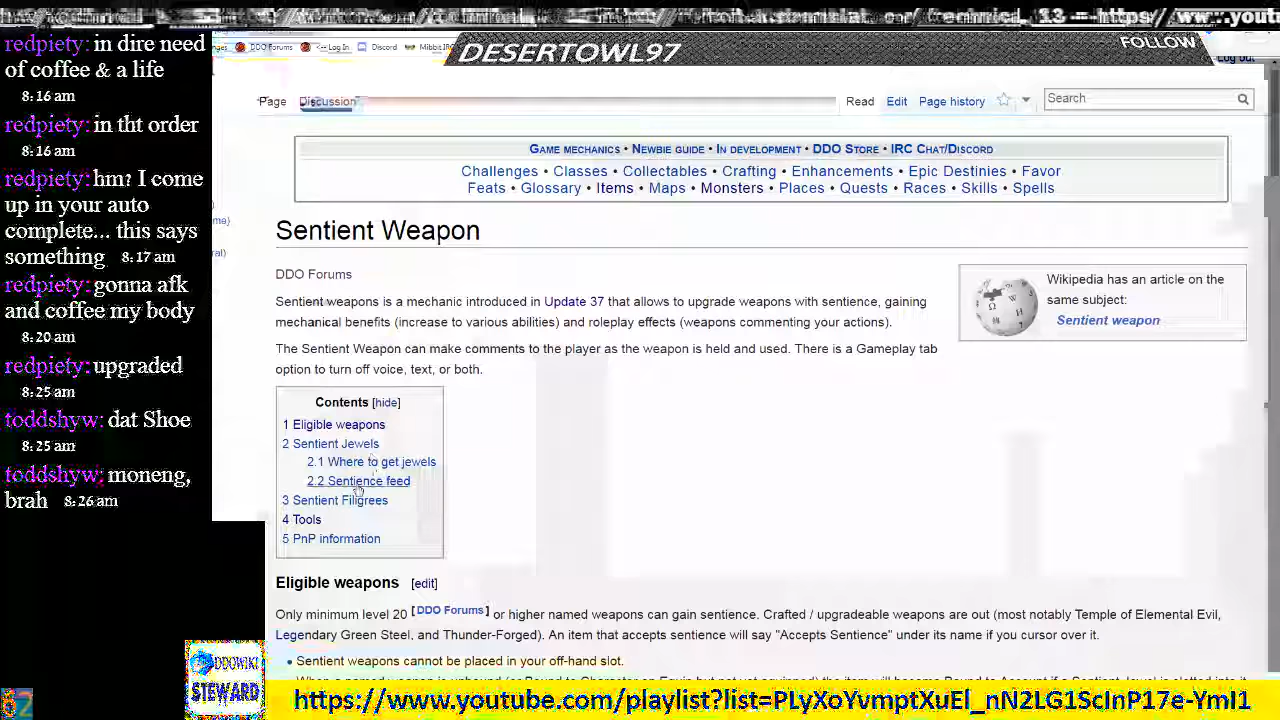 redpiety: in dire need
of coffee & a life
8:16 am
redpiety: in tht order
8:16 am
redpiety: hm? I come
up in your auto
complete... this says
something 8:17 am
redpiety: gonna afk
and coffee my body
8:20 am
redpiety: upgraded
8:25 am
toddshyw: dat Shoe
8:25 am
toddshyw: moneng,
brah 8:26 am
DDO Forums
Log In
Discord
Mibbit IRC
DESERTOWL97
FOLLOW
Log out
Page Discussion Read Edit Page history Search
Game mechanics • Newbie guide • In development • DDO Store • IRC Chat/Discord
Challenges • Classes • Collectables • Crafting • Enhancements • Epic Destinies • Favor
Feats • Glossary • Items • Maps • Monsters • Places • Quests • Races • Skills • Spells
Sentient Weapon
DDO Forums
Sentient weapons is a mechanic introduced in Update 37 that allows to upgrade weapons with sentience, gaining
mechanical benefits (increase to various abilities) and roleplay effects (weapons commenting your actions).
The Sentient Weapon can make comments to the player as the weapon is held and used. There is a Gameplay tab
option to turn off voice, text, or both.
Wikipedia has an article on the
same subject:
Sentient weapon
Contents [hide]
1 Eligible weapons
2 Sentient Jewels
2.1 Where to get jewels
2.2 Sentience feed
3 Sentient Filigrees
4 Tools
5 PnP information
Eligible weapons [edit]
Only minimum level 20 [DDO Forums] or higher named weapons can gain sentience. Crafted / upgradeable weapons are out (most notably Temple of Elemental Evil,
Legendary Green Steel, and Thunder-Forged). An item that accepts sentience will say "Accepts Sentience" under its name if you cursor over it.
• Sentient weapons cannot be placed in your off-hand slot.
DDOWIKI
STEWARD
https://www.youtube.com/playlist?list=PLyXoYvmptXuEl_nN2LG1ScInP17e-YmI1